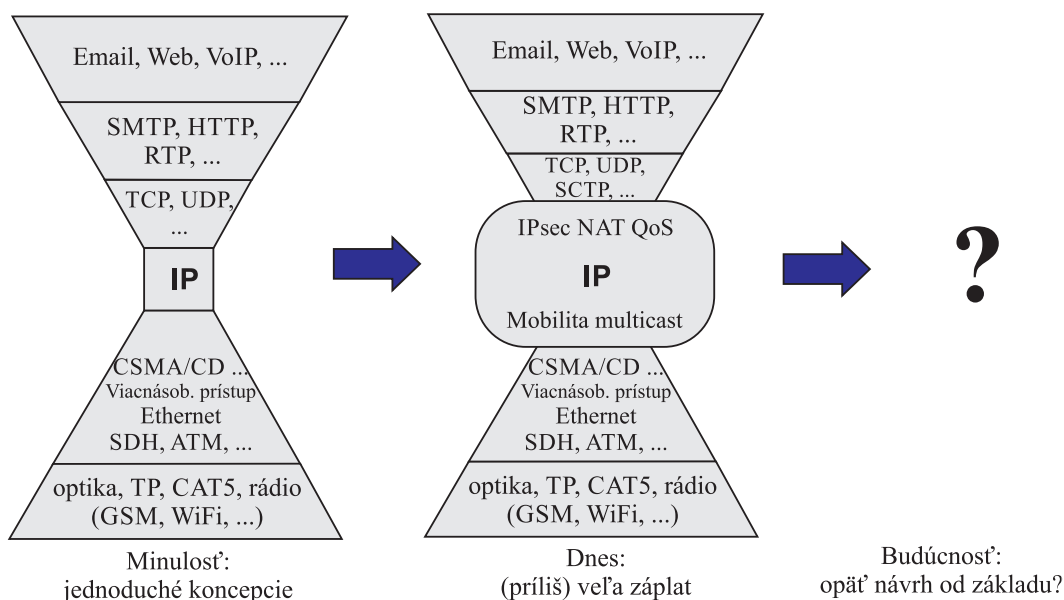 Email, Web, VoIP, ...
SMTP, HTTP,
RTP, ...
TCP, UDP,
...
IP
CSMA/CD ...
Viacnásob. prístup
Ethernet
SDH, ATM, ...
optika, TP, CAT5, rádio
(GSM, WiFi, ...)
Minulosť:
jednoduché koncepcie
Email, Web, VoIP, ...
SMTP, HTTP,
RTP, ...
TCP, UDP,
SCTP, ...
IPsec NAT QoS
IP
Mobilita multicast
CSMA/CD ...
Viacnásob. prístup
Ethernet
SDH, ATM, ...
optika, TP, CAT5, rádio
(GSM, WiFi, ...)
Dnes:
(príliš) veľa záplat
?
Budúcnosť:
opäť návrh od základu?